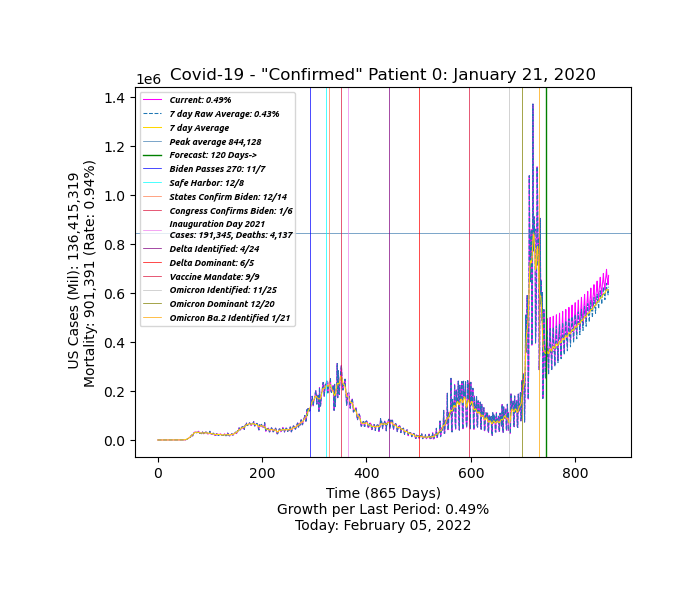 Covid-19 - "Confirmed" Patient 0: January 21, 2020
1e6
Current: 0.49%
7 day Raw Average: 0.43%
7 day Average
Peak average 844,128
Forecast: 120 Days->
Biden Passes 270: 11/7
Safe Harbor: 12/8
States Confirm Biden: 12/14
Congress Confirms Biden: 1/6
Inauguration Day 2021
Cases: 191,345, Deaths: 4,137
Delta Identified: 4/24
Delta Dominant: 6/5
Vaccine Mandate: 9/9
Omicron Identified: 11/25
Omicron Dominant 12/20
Omicron Ba.2 Identified 1/21
US Cases (Mil): 136,415,319
Mortality: 901,391 (Rate: 0.94%)
1.4
1.2
1.0
0.8
0.6
0.4
0.2
0.0
0 200 400 600 800
Time (865 Days)
Growth per Last Period: 0.49%
Today: February 05, 2022